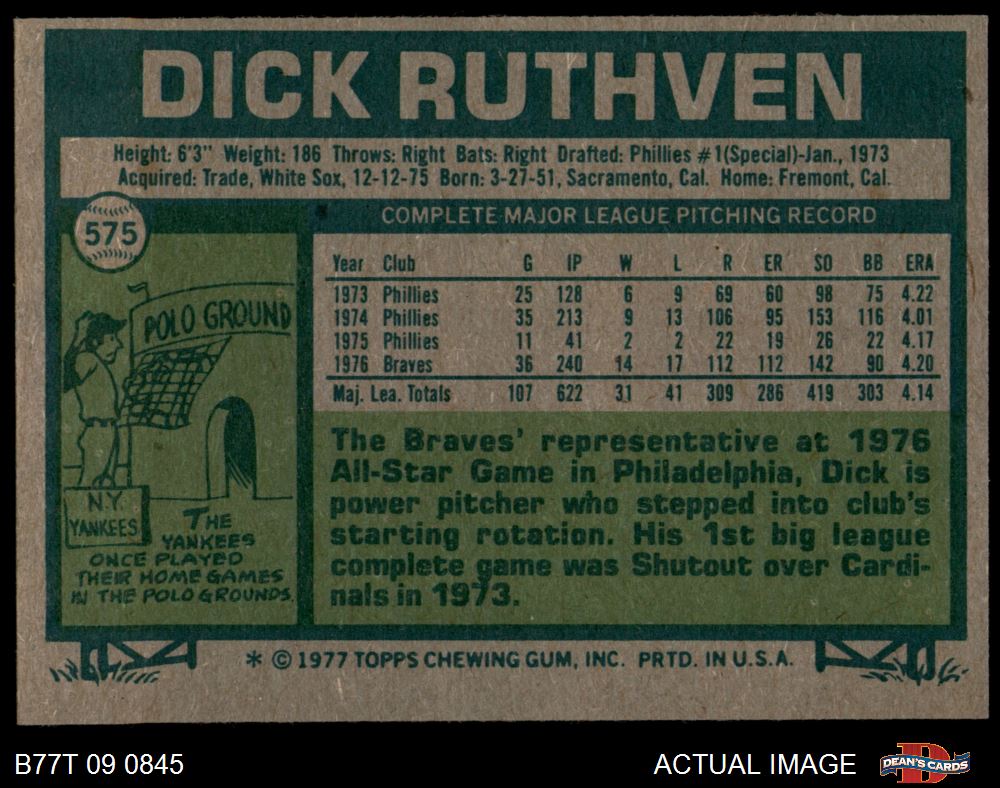 DICK RUTHVEN
Height: 6'3" Weight: 186 Throws: Right Bats: Right Drafted: Phillies #1(Special)-Jan., 1973
Acquired: Trade, White Sox, 12-12-75 Born: 3-27-51, Sacramento, Cal. Home: Fremont, Cal.
575
COMPLETE MAJOR LEAGUE PITCHING RECORD
Year Club G IP W L R ER SO BB ERA
1973 Phillies 25 128 6 9 69 60 98 75 4.22
1974 Phillies 35 213 9 13 106 95 153 116 4.01
1975 Phillies 11 41 2 2 22 19 26 22 4.17
1976 Braves 36 240 14 17 112 112 142 90 4.20
Maj. Lea. Totals 107 622 31 41 309 286 419 303 4.14
POLO GROUND
N.Y.
YANKEES
THE
YANKEES
ONCE PLAYED
THEIR HOME GAMES
IN THE POLO GROUNDS.
The Braves' representative at 1976
All-Star Game in Philadelphia, Dick is
power pitcher who stepped into club's
starting rotation. His 1st big league
complete game was Shutout over Cardi-
nals in 1973.
* © 1977 TOPPS CHEWING GUM, INC. PRTD. IN U.S.A.
B77T 09 0845
ACTUAL IMAGE
D
DEAN'S CARDS